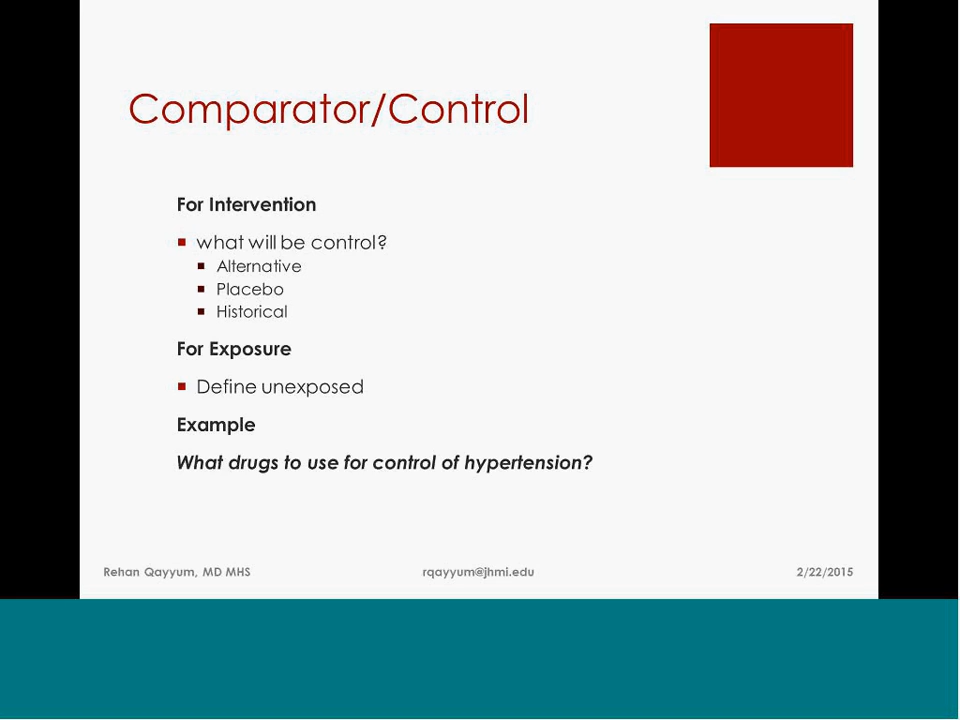 Comparator/Control
For Intervention
what will be control?
Alternative
Placebo
Historical
For Exposure
Define unexposed
Example
What drugs to use for control of hypertension?
Rehan Qayyum, MD MHS rqayyum@jhmi.edu 2/22/2015